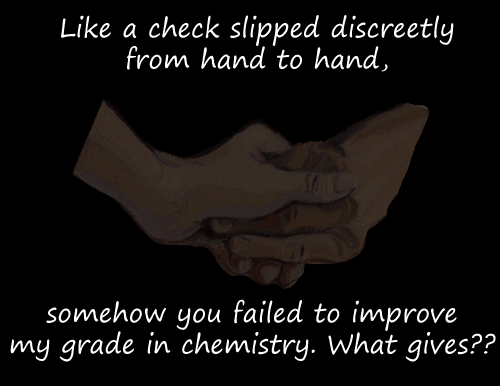 Like a check slipped discreetly
from hand to hand,
somehow you failed to improve
my grade in chemistry. What gives??